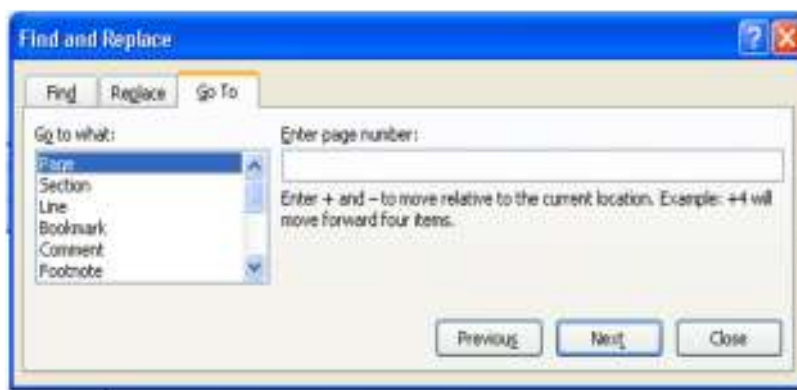 Find and Replace
Find Replace Go To
Go to what:
Page
Section
Line
Bookmark
Comment
Footnote
Enter page number:
Enter + and – to move relative to the current location. Example: +4 will
move forward four items.
Previous Next Close